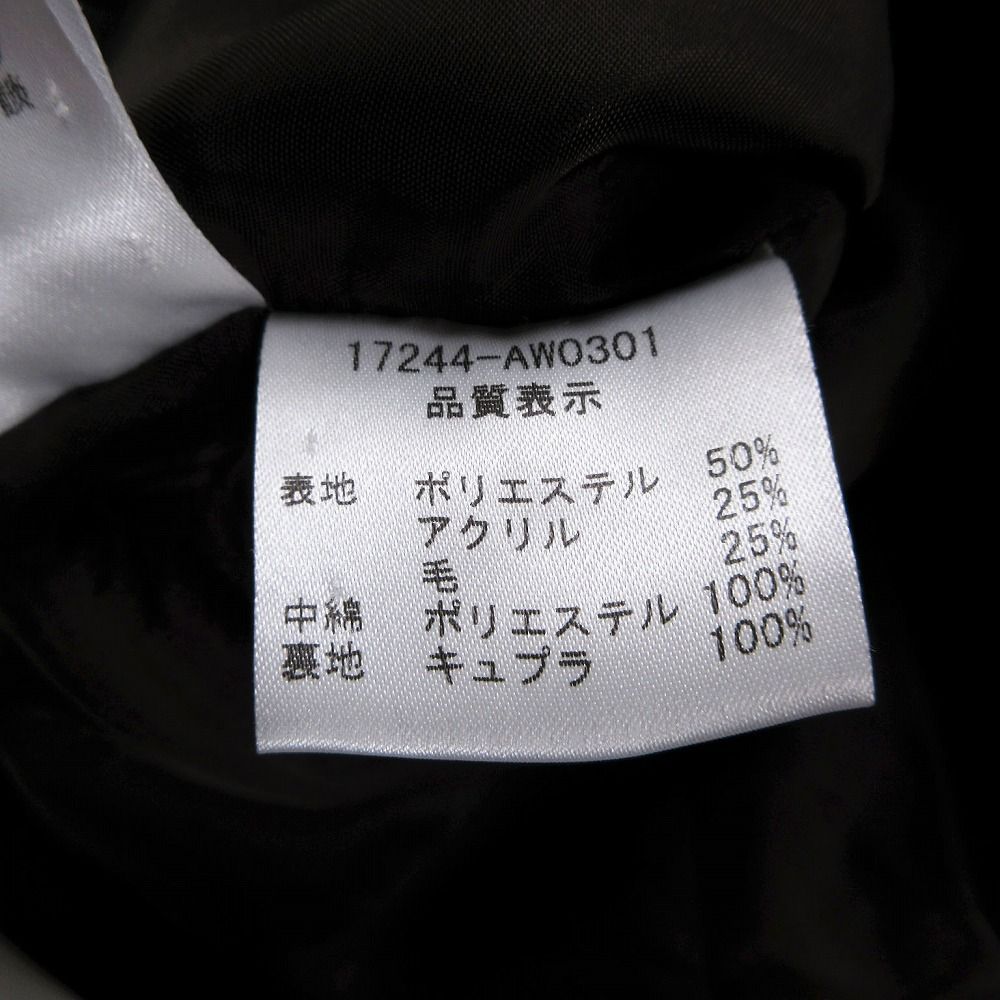 17244-AW0301
品質表示
表地 ポリエステル 50%
アクリル 25%
毛 25%
中綿 ポリエステル 100%
裏地 キュプラ 100%